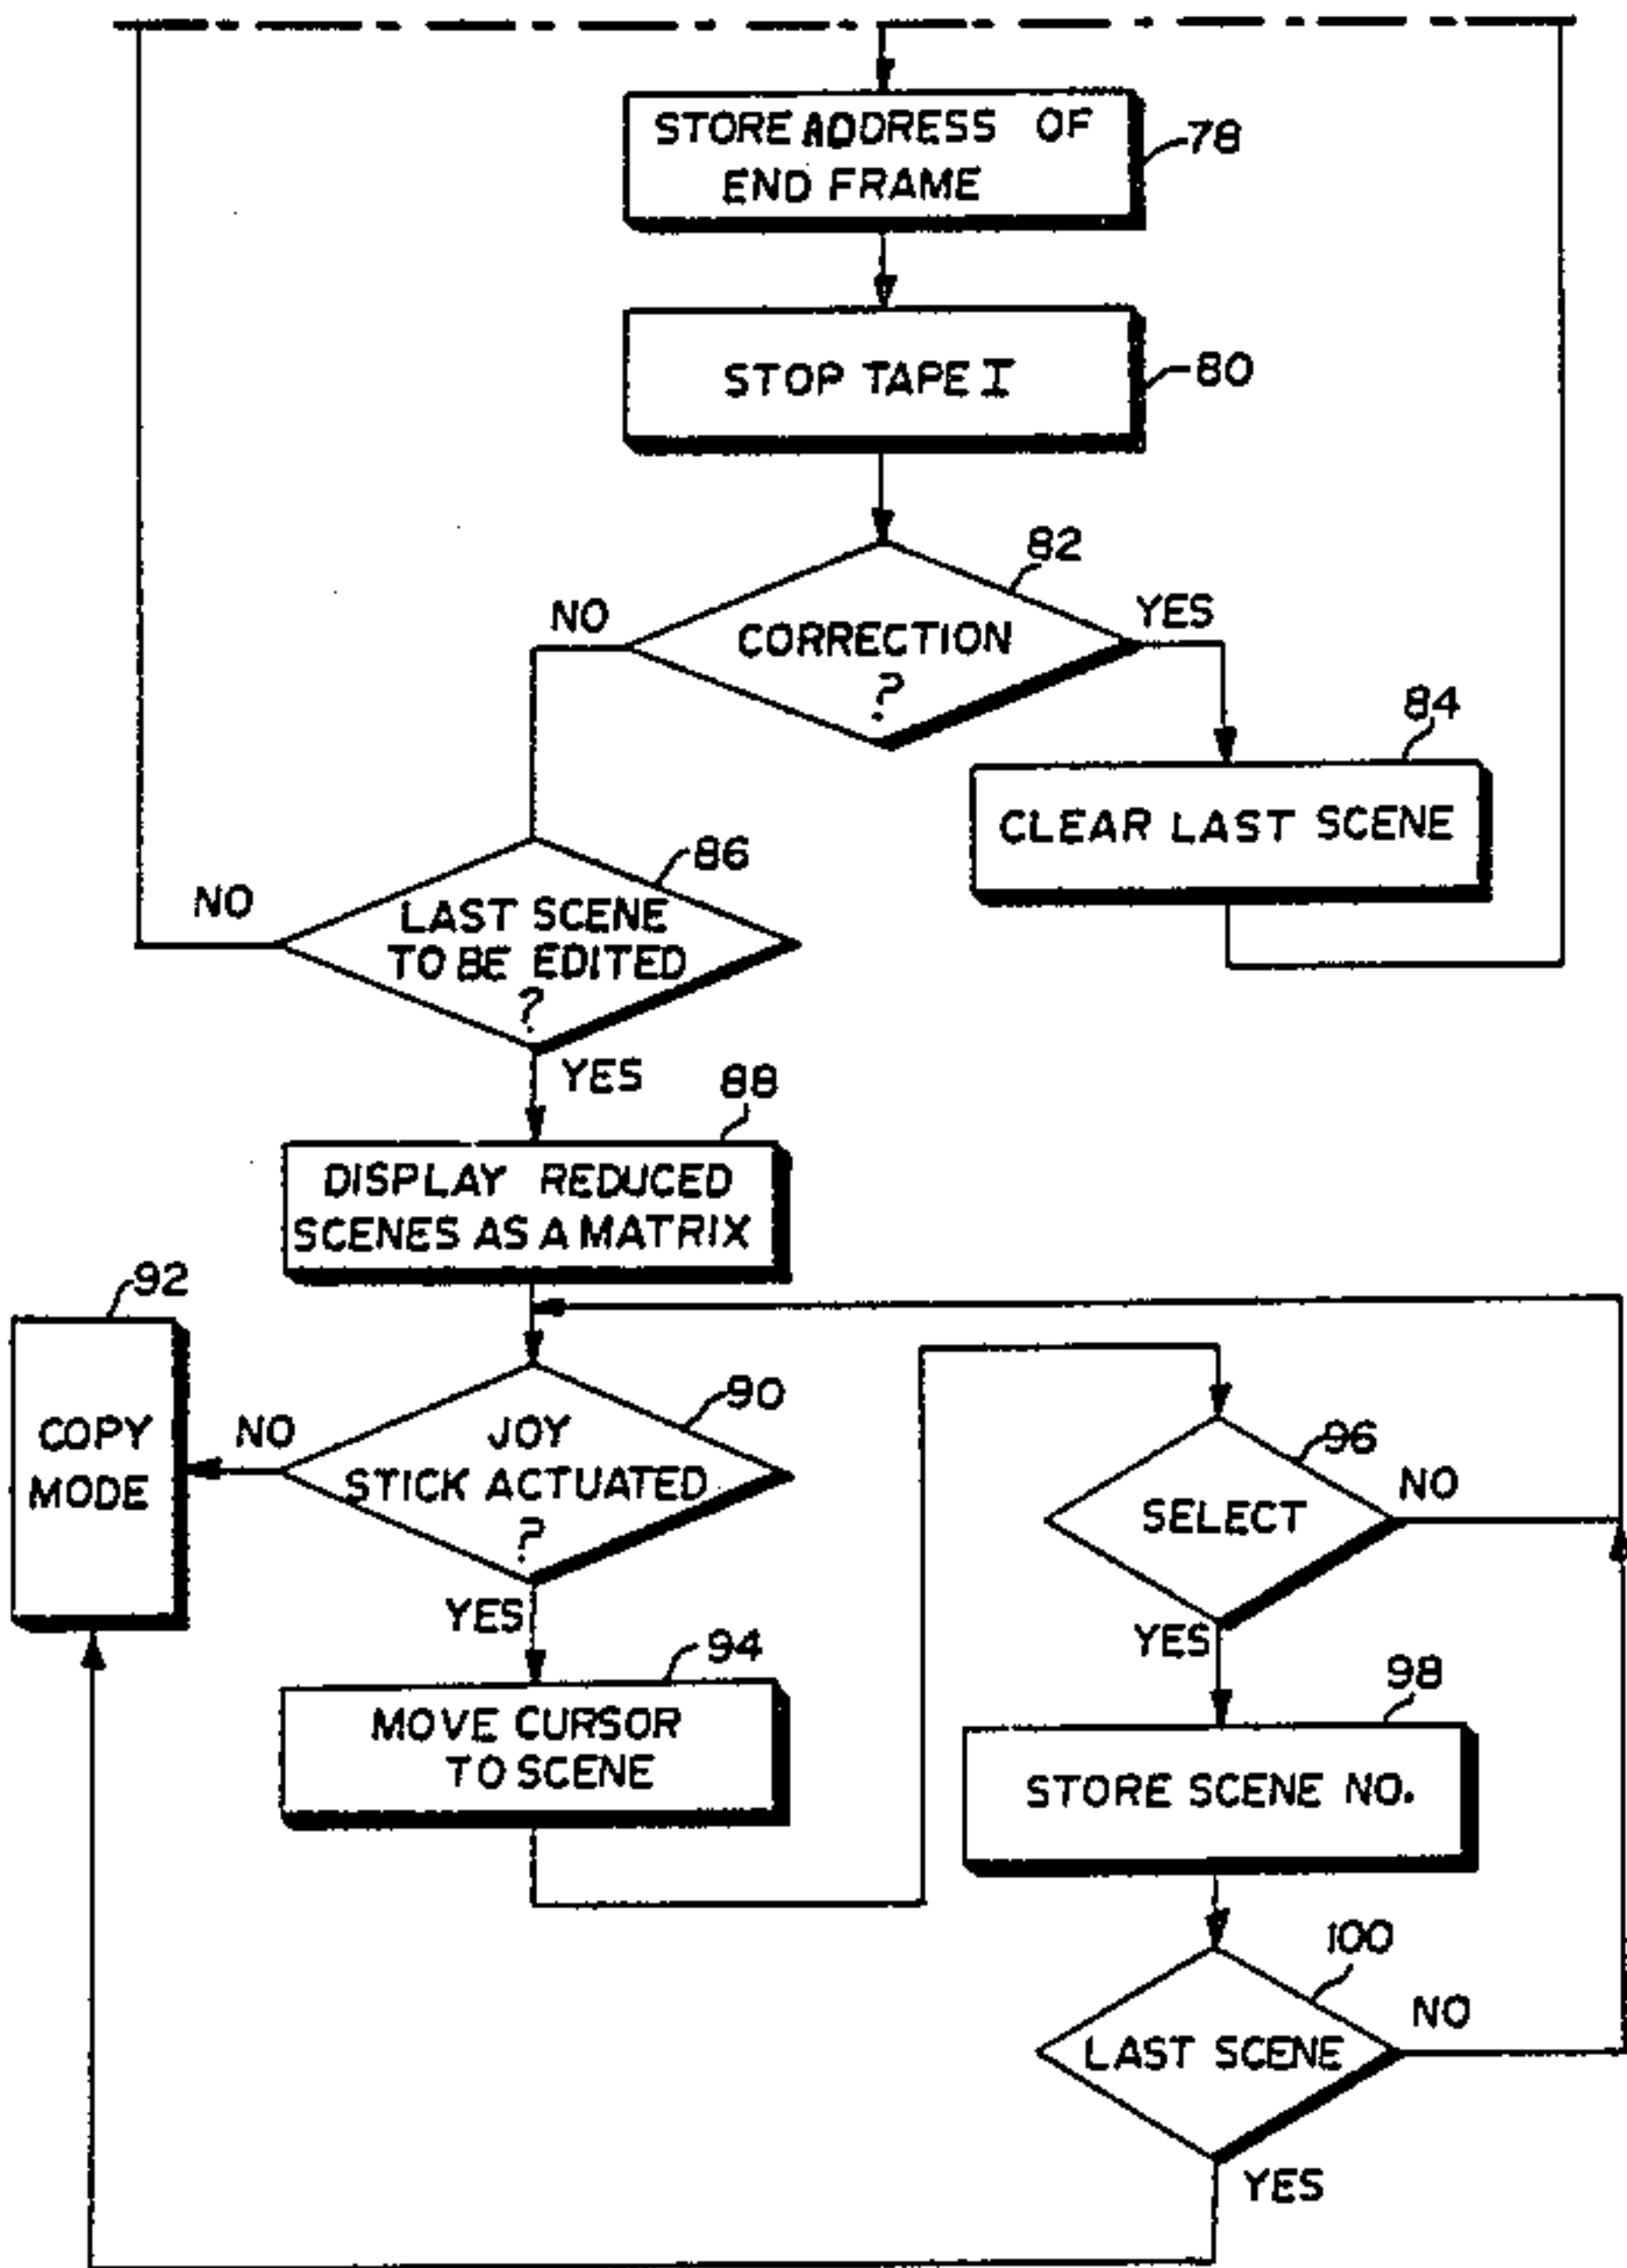 STORE ADDRESS OF
END FRAME
78
STOP TAPE I
80
82
NO
CORRECTION
?
YES
84
CLEAR LAST SCENE
86
NO
LAST SCENE
TO BE EDITED
?
YES
88
DISPLAY REDUCED
SCENES AS A MATRIX
92
COPY
MODE
NO
90
JOY
STICK ACTUATED
?
YES
94
MOVE CURSOR
TO SCENE
96
SELECT
NO
YES
98
STORE SCENE NO.
100
LAST SCENE
NO
YES